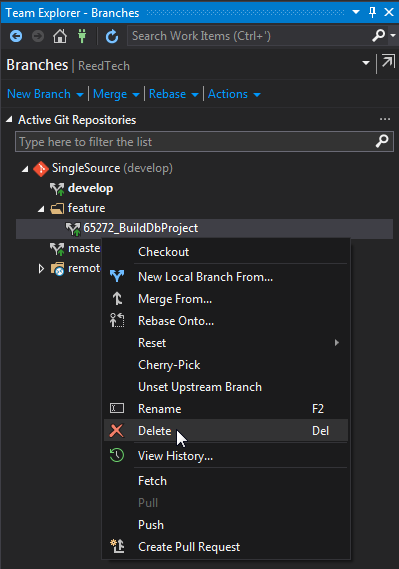 Team Explorer - Branches
Search Work Items (Ctrl+')
Branches | ReedTech
New Branch | Merge | Rebase | Actions
Active Git Repositories
Type here to filter the list
SingleSource (develop)
develop
feature
65272_BuildDbProject
maste
remot
Checkout
New Local Branch From...
Merge From...
Rebase Onto...
Reset
Cherry-Pick
Unset Upstream Branch
Rename F2
Delete Del
View History...
Fetch
Pull
Push
Create Pull Request